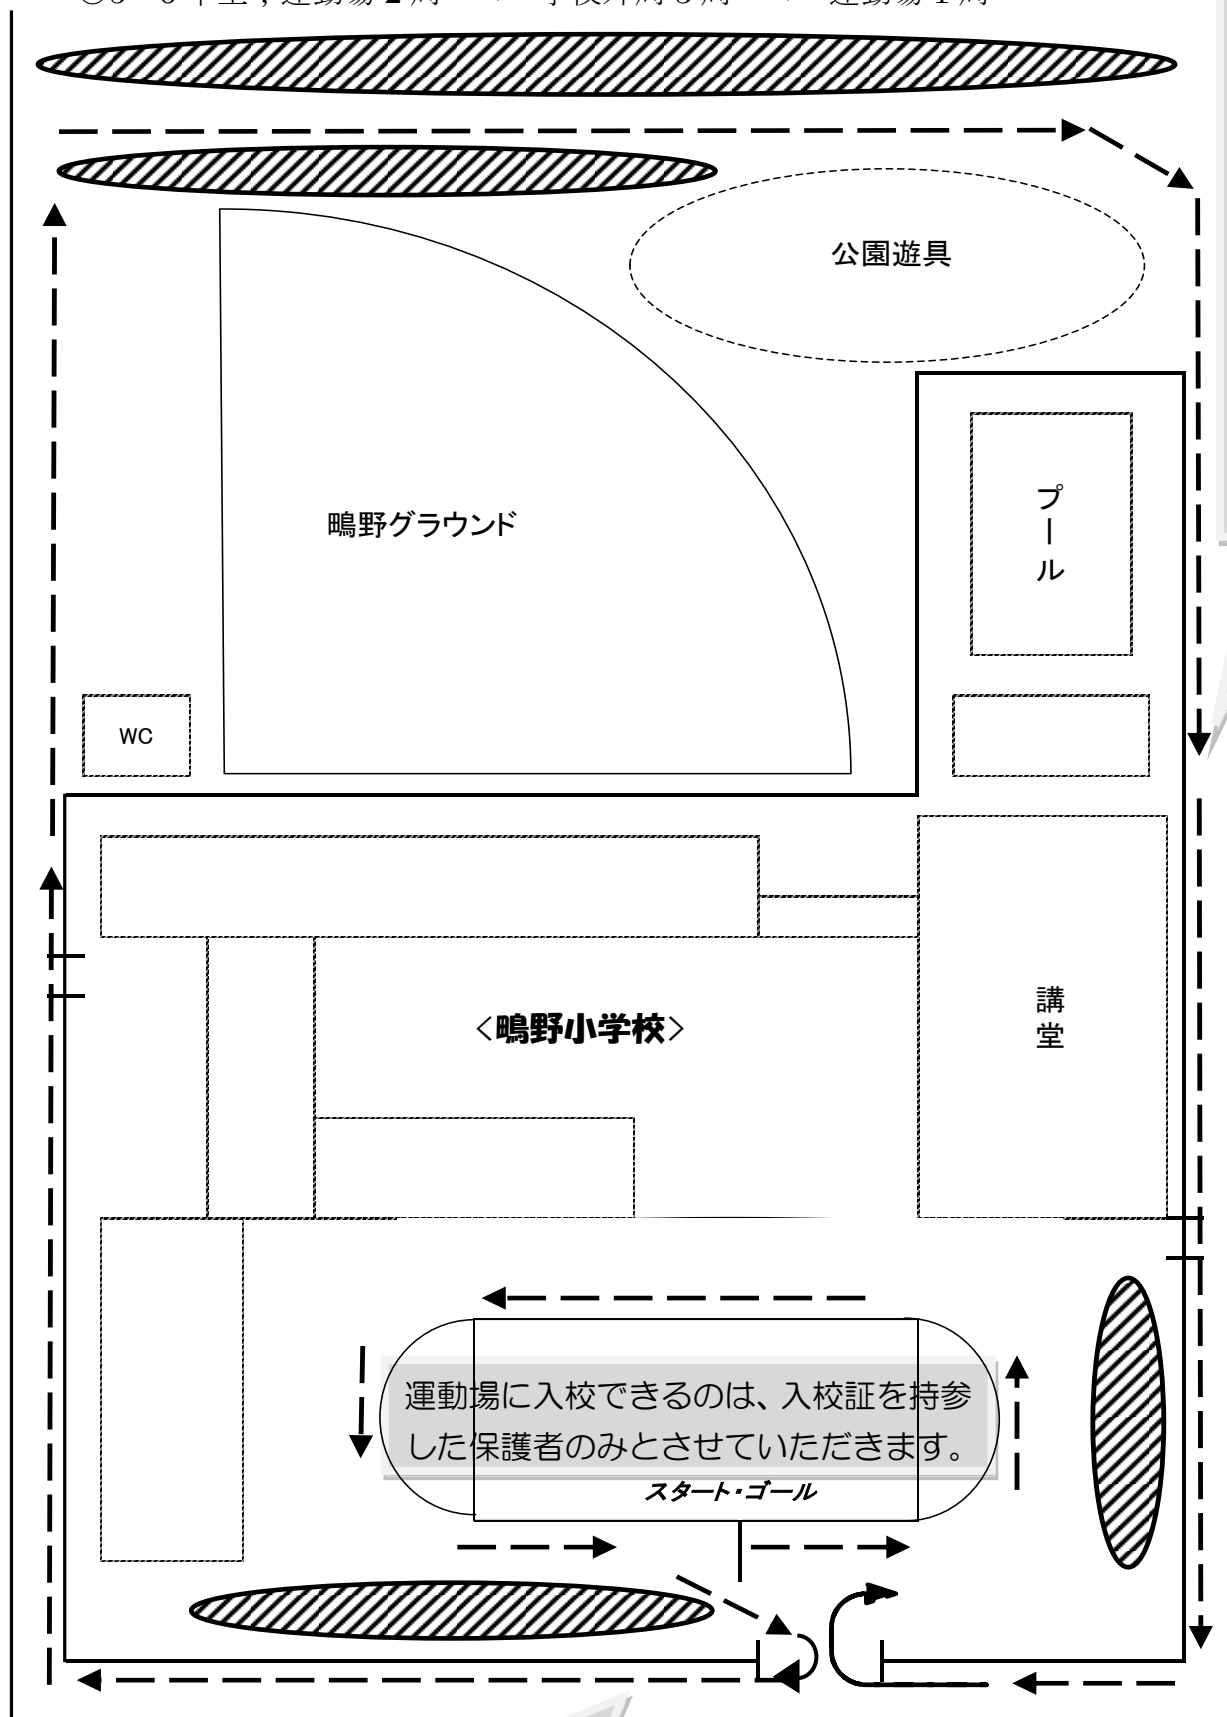 公園遊具
鴫野グラウンド
プール
WC
<鴫野小学校>
講堂
運動場に入校できるのは、入校証を持参
した保護者のみとさせていただきます。
スタート・ゴール